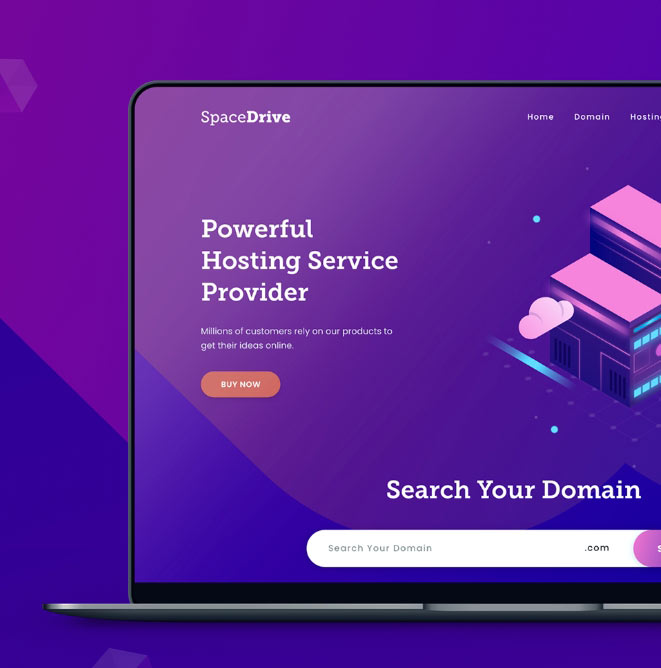 SpaceDrive
Home Domain
Powerful
Hosting Service
Provider
Millions of customers rely on our products to
get their ideas online.
BUY NOW
Search Your Domain
Search Your Domain .com